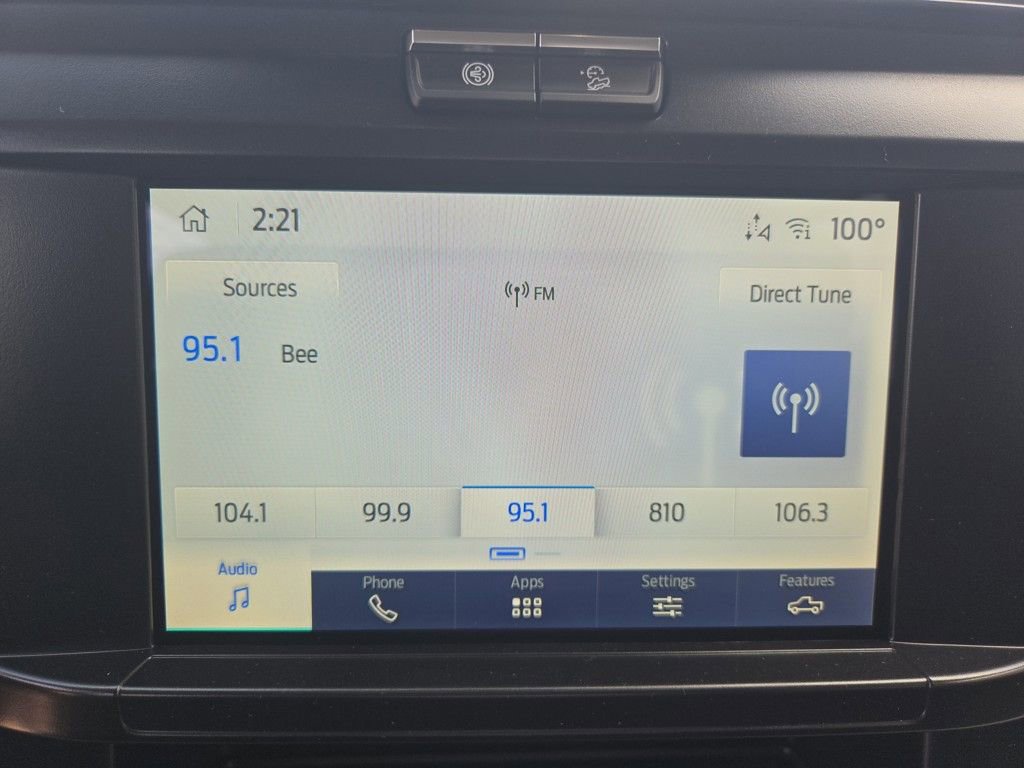 2:21 100°
Sources FM Direct Tune
95.1 Bee
104.1 99.9 95.1 810 106.3
Audio Phone Apps Settings Features